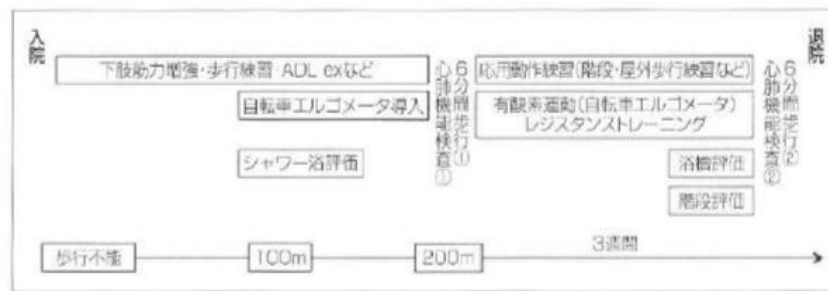 入院
下肢筋力増強・歩行練習・ADL exなど
自転車エルゴメータ導入
シャワー浴評価
6分間歩行①
心肺機能検査①
応用動作練習(階段・屋外歩行練習など)
有酸素運動(自転車エルゴメータ)
レジスタンストレーニング
浴槽評価
階段評価
6分間歩行②
心肺機能検査②
退院
歩行不能
100m
200m
3週間